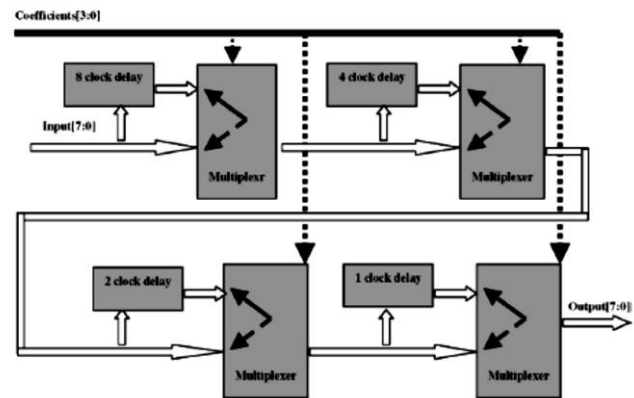 Coefficients[3:0]
8 clock delay
4 clock delay
Input[7:0]
Multiplexr
Multiplexer
2 clock delay
1 clock delay
Output[7:0]
Multiplexer
Multiplexer